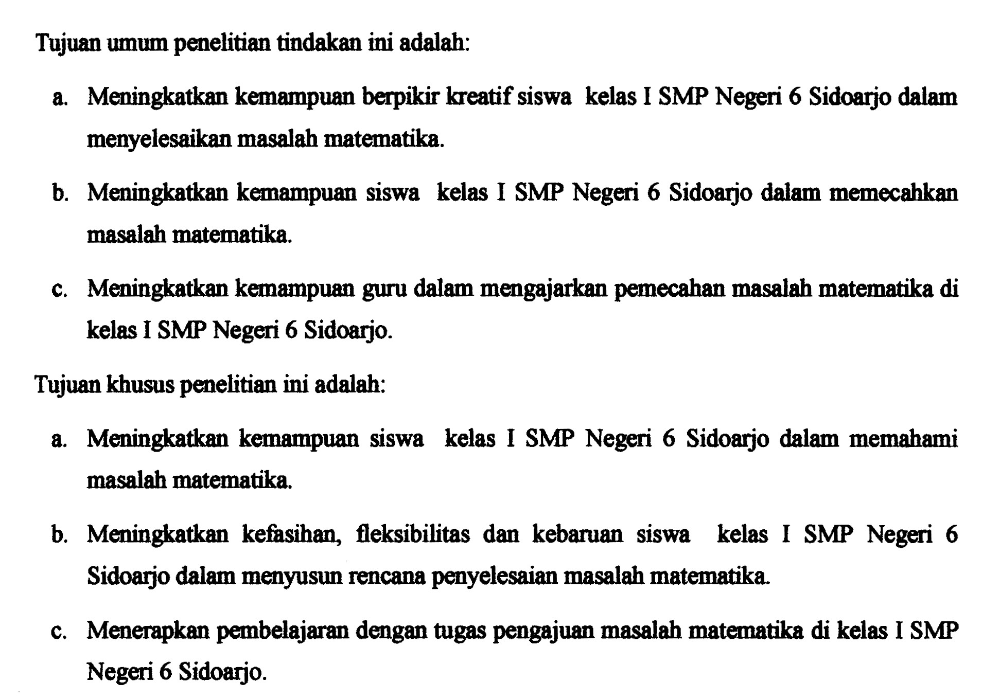 Tujuan umum penelitian tindakan ini adalah:
a. Meningkatkan kemampuan berpikir kreatif siswa kelas I SMP Negeri 6 Sidoarjo dalam
menyelesaikan masalah matematika.
b. Meningkatkan kemampuan siswa kelas I SMP Negeri 6 Sidoarjo dalam memecahkan
masalah matematika.
c. Meningkatkan kemampuan guru dalam mengajarkan pemecahan masalah matematika di
kelas I SMP Negeri 6 Sidoarjo.
Tujuan khusus penelitian ini adalah:
a. Meningkatkan kemampuan siswa kelas I SMP Negeri 6 Sidoarjo dalam memahami
masalah matematika.
b. Meningkatkan kefasihan, fleksibilitas dan kebaruan siswa kelas I SMP Negeri 6
Sidoarjo dalam menyusun rencana penyelesaian masalah matematika.
c. Menerapkan pembelajaran dengan tugas pengajuan masalah matematika di kelas I SMP
Negeri 6 Sidoarjo.